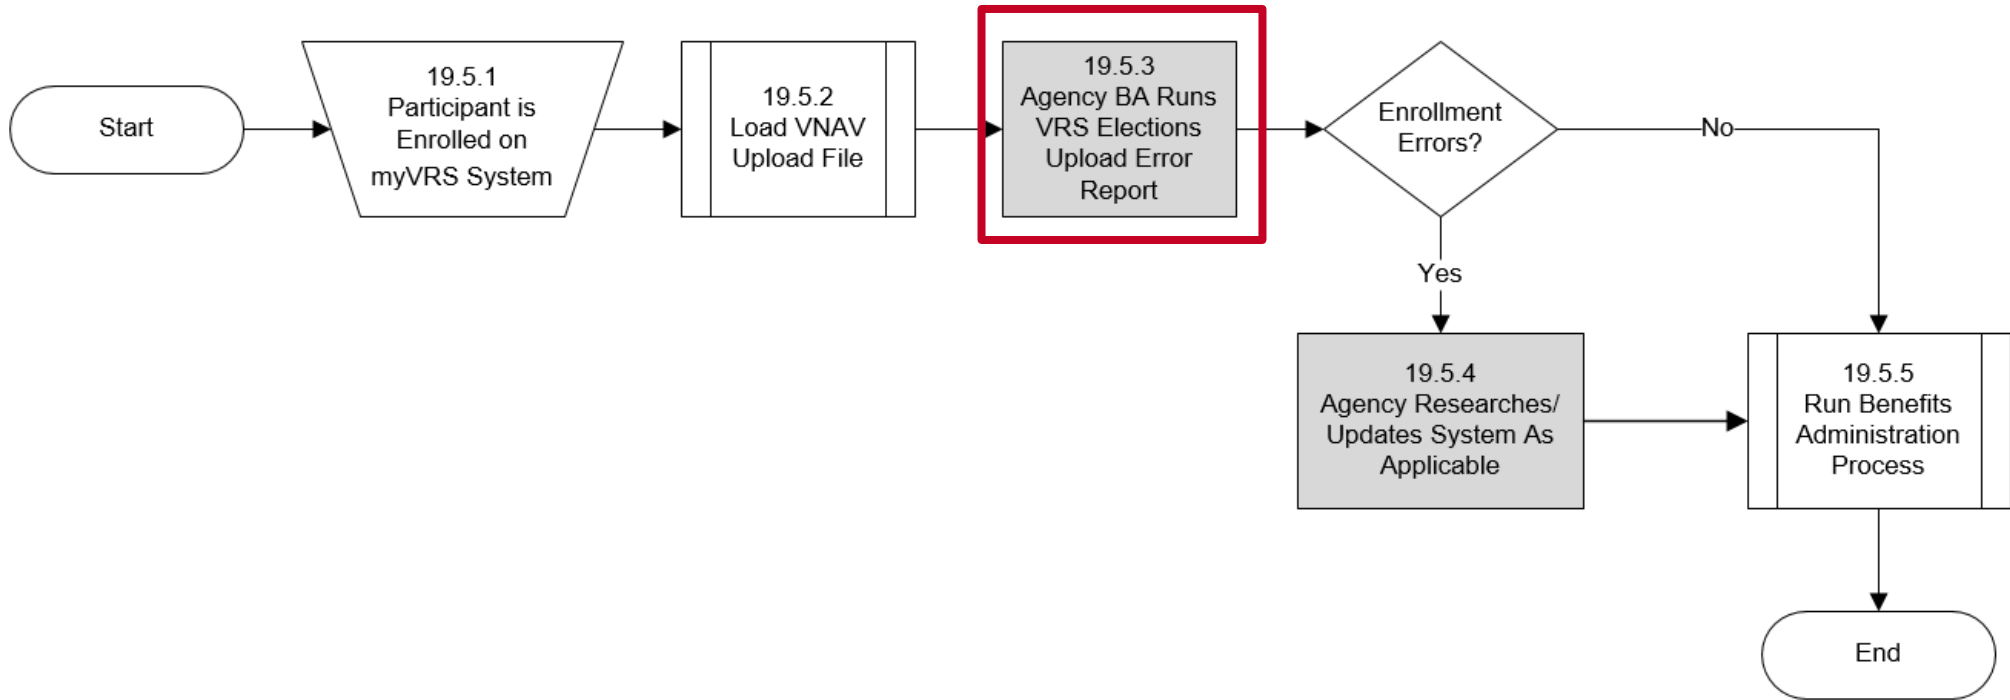 Start
19.5.1
Participant is
Enrolled on
myVRS System
19.5.2
Load VNAV
Upload File
19.5.3
Agency BA Runs
VRS Elections
Upload Error
Report
Enrollment
Errors?
No
Yes
19.5.4
Agency Researches/
Updates System As
Applicable
19.5.5
Run Benefits
Administration
Process
End